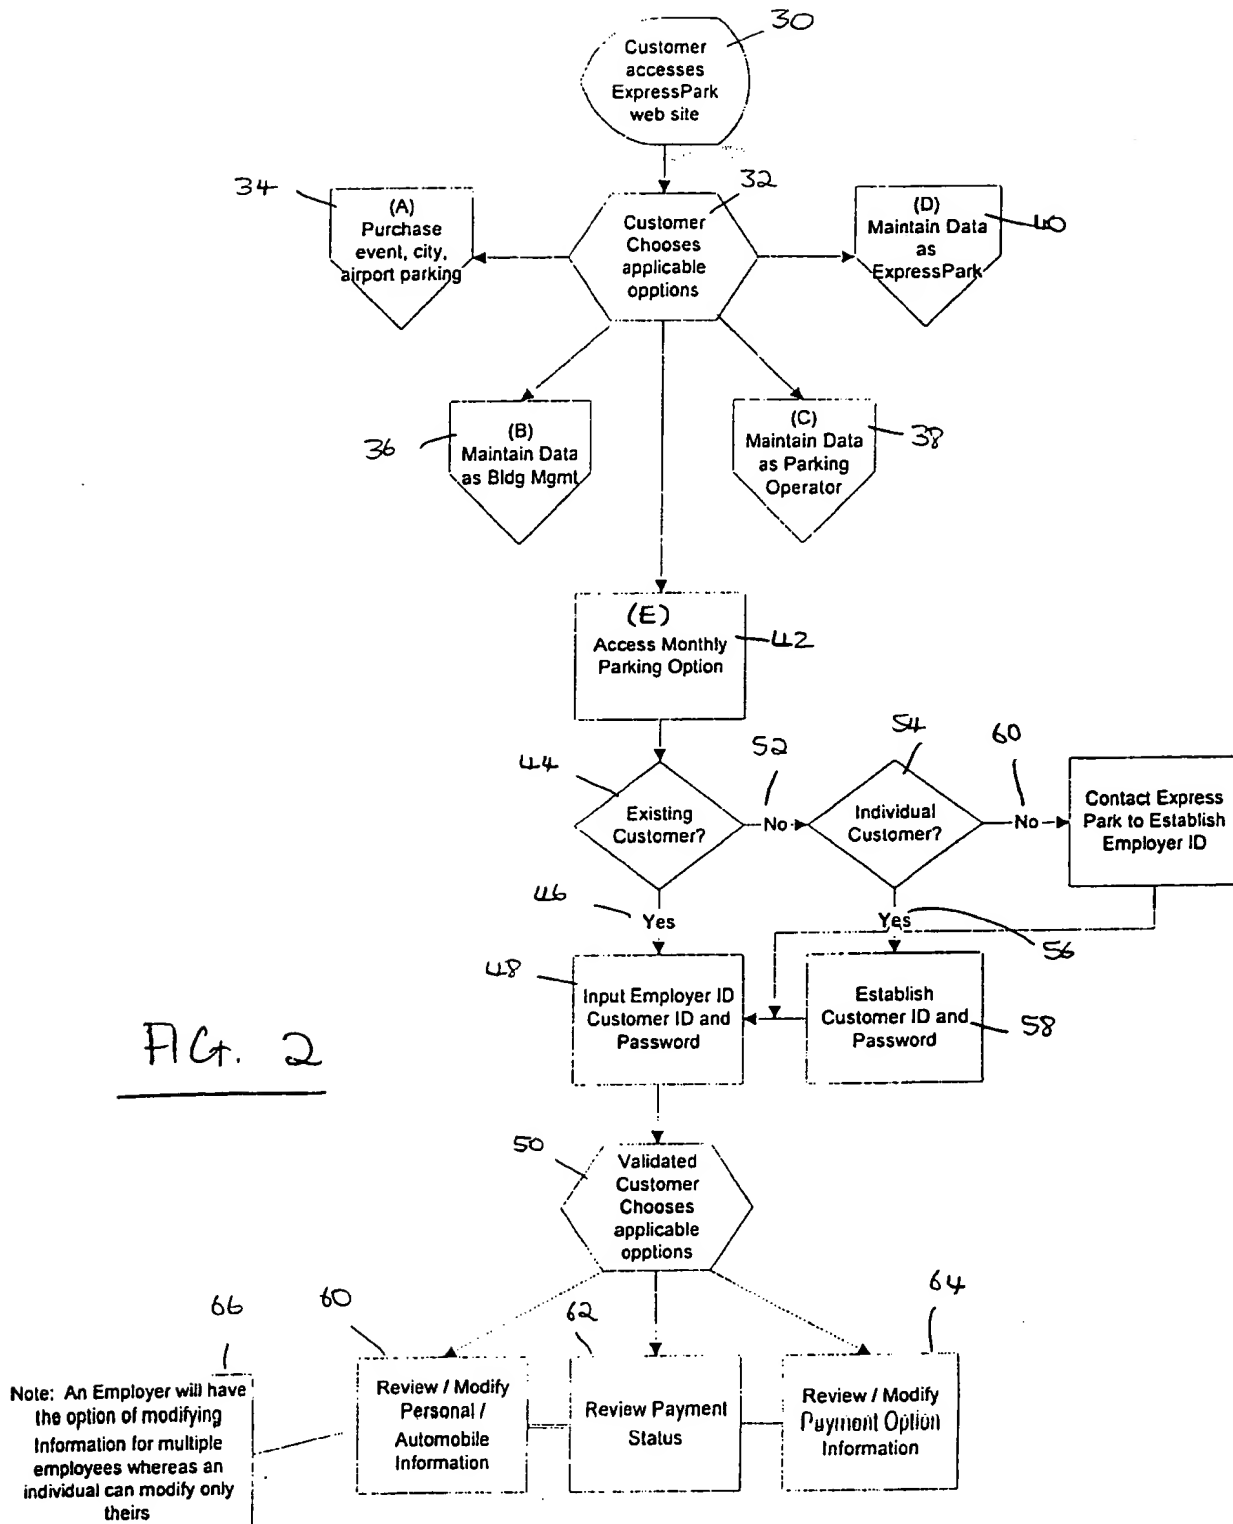 30
Customer
accesses
ExpressPark
web site
34
(A)
Purchase
event, city,
airport parking
32
Customer
Chooses
applicable
opptions
(D)
Maintain Data
as
ExpressPark
40
36
(B)
Maintain Data
as Bldg Mgmt
(C)
Maintain Data
as Parking
Operator
38
(E)
Access Monthly
Parking Option
42
44
Existing
Customer?
52
No
54
Individual
Customer?
60
No
Contact Express
Park to Establish
Employer ID
46
Yes
Yes
56
48
Input Employer ID
Customer ID and
Password
Establish
Customer ID and
Password
58
FIG. 2
50
Validated
Customer
Chooses
applicable
opptions
66
Note: An Employer will have
the option of modifying
Information for multiple
employees whereas an
individual can modify only
theirs
60
Review / Modify
Personal /
Automobile
Information
62
Review Payment
Status
64
Review / Modify
Payment Option
Information